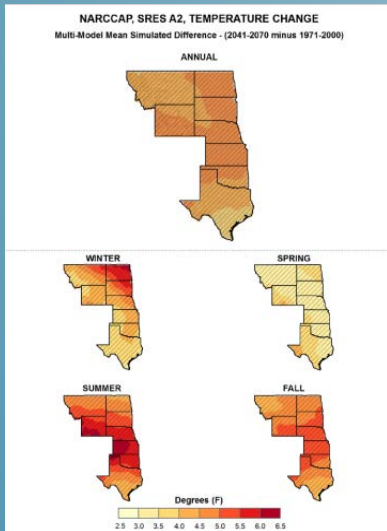 NARCCAP, SRES A2, TEMPERATURE CHANGE
Multi-Model Mean Simulated Difference - (2041-2070 minus 1971-2000)
ANNUAL
WINTER
SPRING
SUMMER
FALL
Degrees (F)
2.5 3.0 3.5 4.0 4.5 5.0 5.5 6.0 6.5